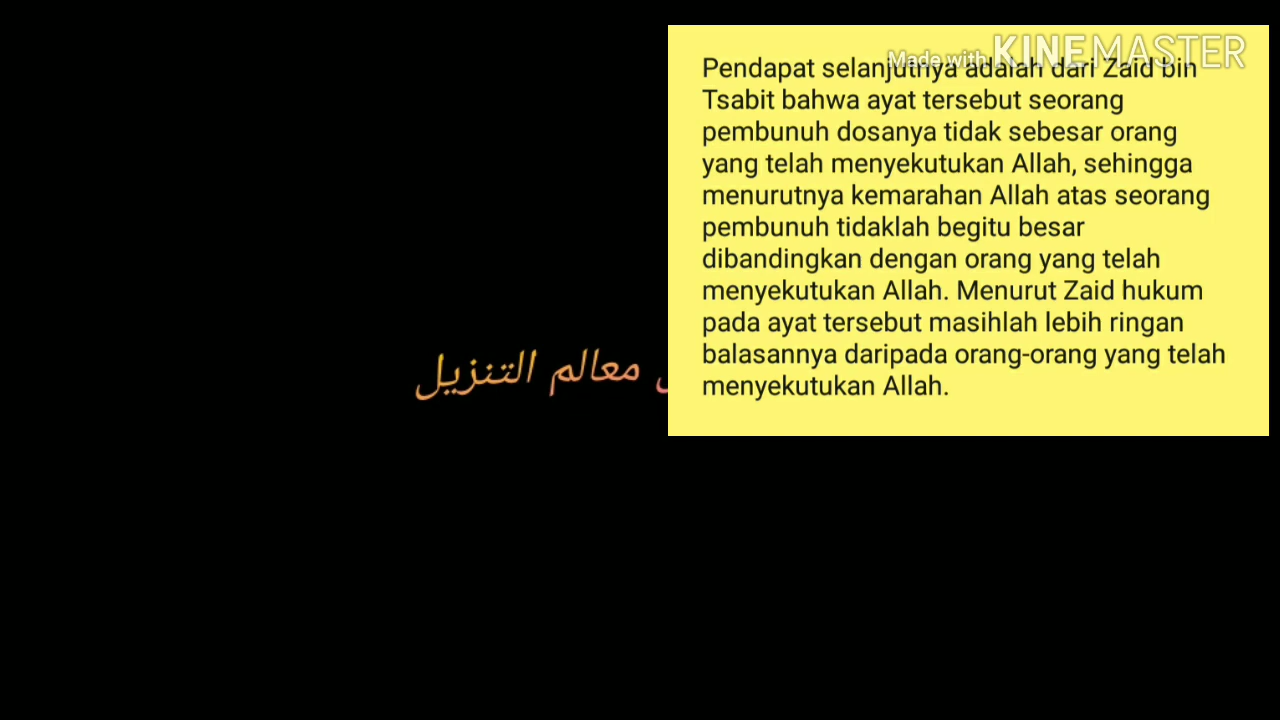 Made with KINEMASTER
Pendapat selanjutnya adalah dari Zaid bin
Tsabit bahwa ayat tersebut seorang
pembunuh dosanya tidak sebesar orang
yang telah menyekutukan Allah, sehingga
menurutnya kemarahan Allah atas seorang
pembunuh tidaklah begitu besar
dibandingkan dengan orang yang telah
menyekutukan Allah. Menurut Zaid hukum
pada ayat tersebut masihlah lebih ringan
balasannya daripada orang-orang yang telah
menyekutukan Allah.
معالم التنزيل